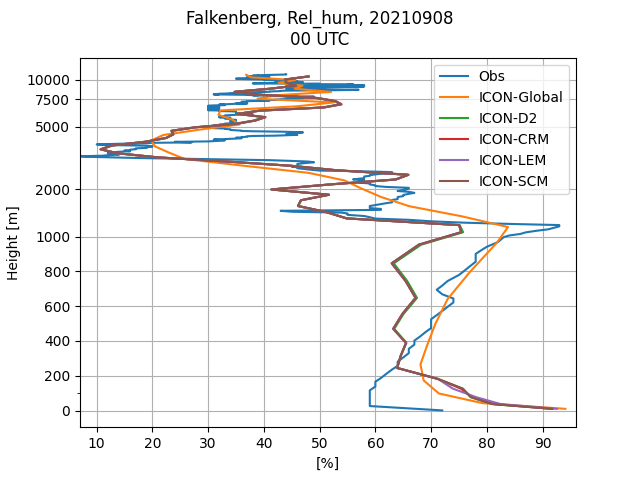 Falkenberg, Rel_hum, 20210908
00 UTC
Obs
ICON-Global
ICON-D2
ICON-CRM
ICON-LEM
ICON-SCM
Height [m]
10000
7500
5000
2000
1000
800
600
400
200
0
10 20 30 40 50 60 70 80 90
[%]